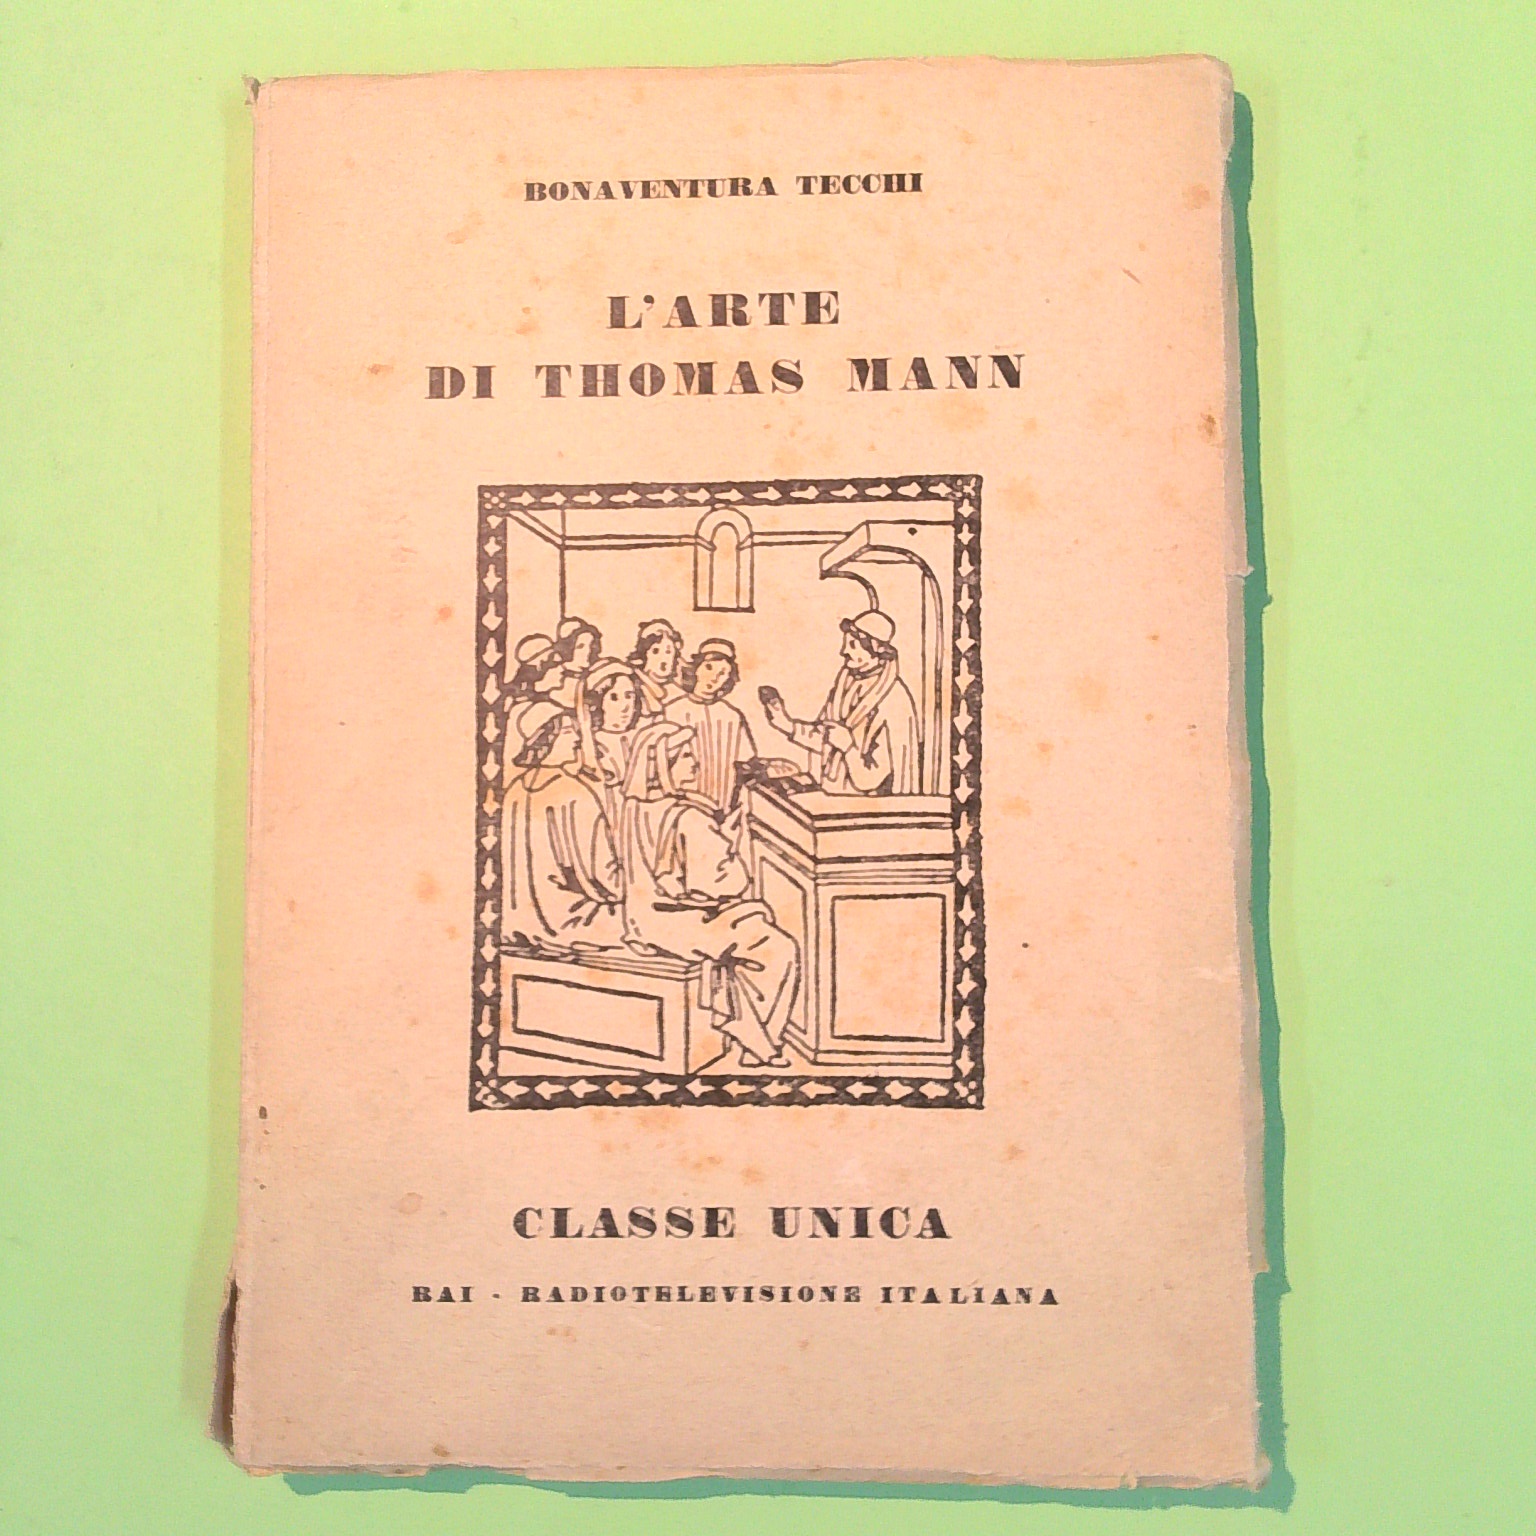 BONAVENTURA TECCHI
L'ARTE
DI THOMAS MANN
CLASSE UNICA
RAI - RADIOTELEVISIONE ITALIANA